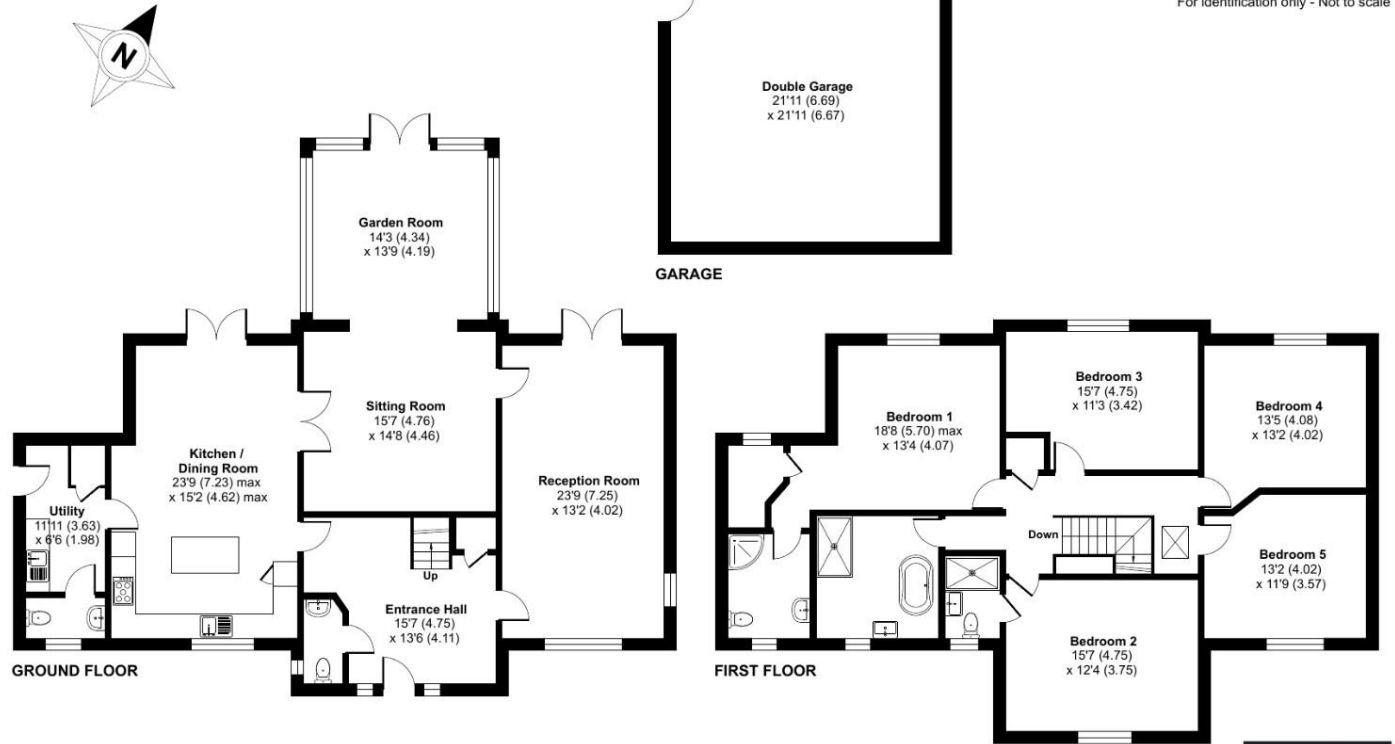 For identification only - Not to scale
N
Double Garage
21'11 (6.69)
x 21'11 (6.67)
GARAGE
Garden Room
14'3 (4.34)
x 13'9 (4.19)
Sitting Room
15'7 (4.76)
x 14'8 (4.46)
Kitchen /
Dining Room
23'9 (7.23) max
x 15'2 (4.62) max
Reception Room
23'9 (7.25)
x 13'2 (4.02)
Utility
11'11 (3.63)
x 6'6 (1.98)
Up
Entrance Hall
15'7 (4.75)
x 13'6 (4.11)
GROUND FLOOR
Bedroom 1
18'8 (5.70) max
x 13'4 (4.07)
Bedroom 3
15'7 (4.75)
x 11'3 (3.42)
Bedroom 4
13'5 (4.08)
x 13'2 (4.02)
Down
Bedroom 5
13'2 (4.02)
x 11'9 (3.57)
Bedroom 2
15'7 (4.75)
x 12'4 (3.75)
FIRST FLOOR